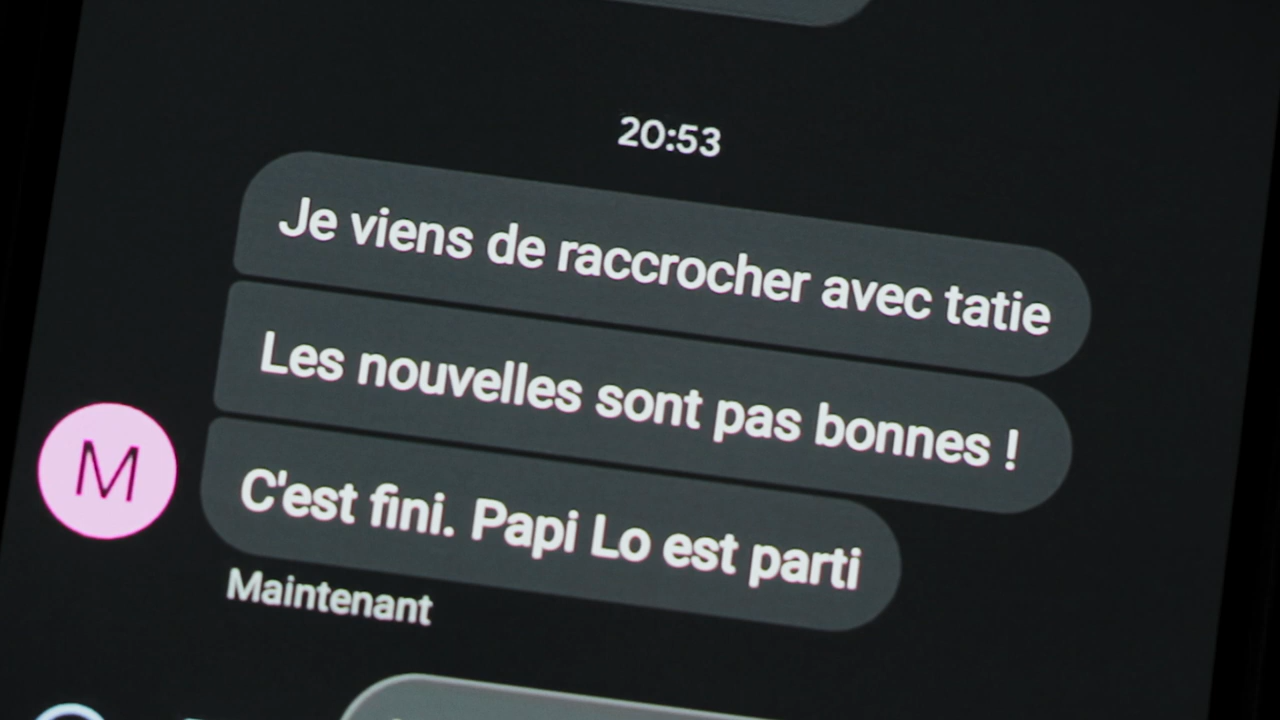 20:53
Je viens de raccrocher avec tatie
Les nouvelles sont pas bonnes !
M
C'est fini. Papi Lo est parti
Maintenant